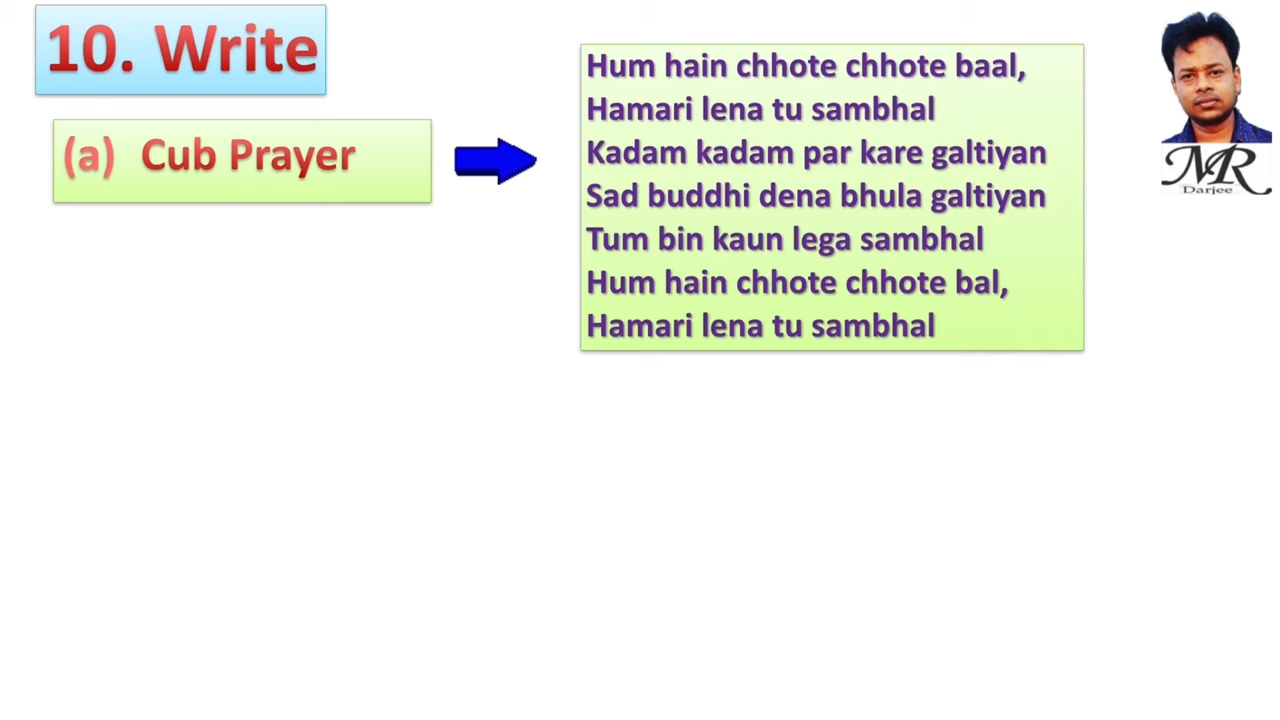 10. Write
(a) Cub Prayer
Hum hain chhote chhote baal,
Hamari lena tu sambhal
Kadam kadam par kare galtiyan
Sad buddhi dena bhula galtiyan
Tum bin kaun lega sambhal
Hum hain chhote chhote bal,
Hamari lena tu sambhal
MR
Darjee